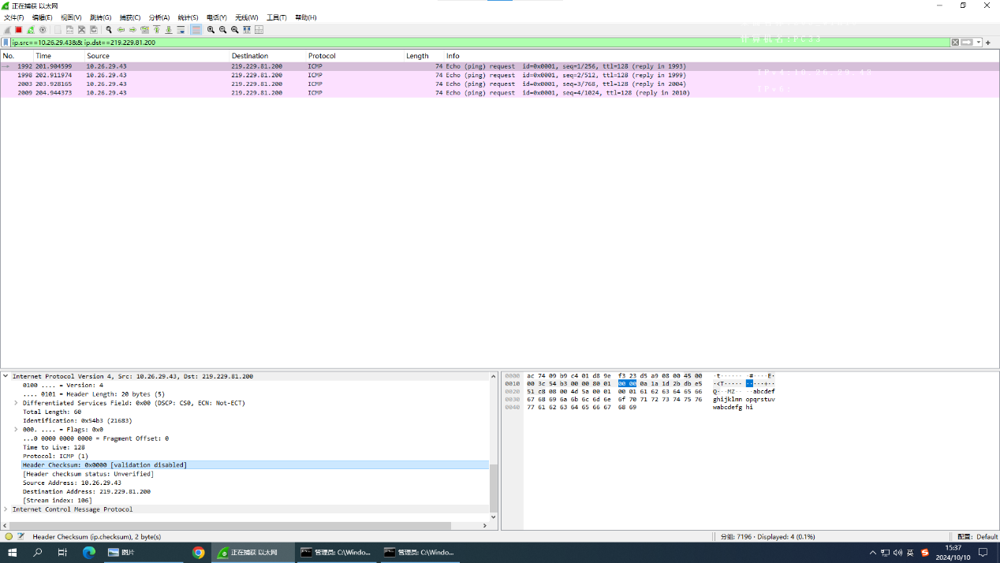 正在捕获 以太网
文件(F) 编辑(E) 视图(V) 跳转(G) 捕获(C) 分析(A) 统计(S) 电话(Y) 无线(W) 工具(T) 帮助(H)
ip.src==10.26.29.43&& ip.dst==219.229.81.200
计算机名:PC23
No. Time Source Destination Protocol Length Info
1992 201.904599 10.26.29.43 219.229.81.200 ICMP 74 Echo (ping) request id=0x0001, seq=1/256, ttl=128 (reply in 1993)
1998 202.911974 10.26.29.43 219.229.81.200 ICMP 74 Echo (ping) request id=0x0001, seq=2/512, ttl=128 (reply in 1999)
2003 203.928165 10.26.29.43 219.229.81.200 ICMP 74 Echo (ping) request id=0x0001, seq=3/768, ttl=128 (reply in 2004)
2009 204.944373 10.26.29.43 219.229.81.200 ICMP 74 Echo (ping) request id=0x0001, seq=4/1024, ttl=128 (reply in 2010)
Internet Protocol Version 4, Src: 10.26.29.43, Dst: 219.229.81.200
0100 .... = Version: 4
.... 0101 = Header Length: 20 bytes (5)
Differentiated Services Field: 0x00 (DSCP: CS0, ECN: Not-ECT)
Total Length: 60
Identification: 0x54b3 (21683)
000. .... = Flags: 0x0
...0 0000 0000 0000 = Fragment Offset: 0
Time to Live: 128
Protocol: ICMP (1)
Header Checksum: 0x0000 [validation disabled]
[Header checksum status: Unverified]
Source Address: 10.26.29.43
Destination Address: 219.229.81.200
[Stream index: 106]
Internet Control Message Protocol
0000 ac 74 09 b9 c4 01 d8 9e f3 23 d5 a9 08 00 45 00 ·t······ ·#····E·
0010 00 3c 54 b3 00 00 80 01 00 00 0a 1a 1d 2b db e5 ·<T····· ·····+··
0020 51 c8 08 00 4d 5a 00 01 00 01 61 62 63 64 65 66 Q···MZ·· ··abcdef
0030 67 68 69 6a 6b 6c 6d 6e 6f 70 71 72 73 74 75 76 ghijklmn opqrstuv
0040 77 61 62 63 64 65 66 67 68 69 wabcdefg hi
Header Checksum (ip.checksum), 2 byte(s)
分组: 7196 · Displayed: 4 (0.1%)
配置: Default
图片
正在捕获 以太网
管理员: C:\Windo...
管理员: C:\Windo...
英
15:37
2024/10/10